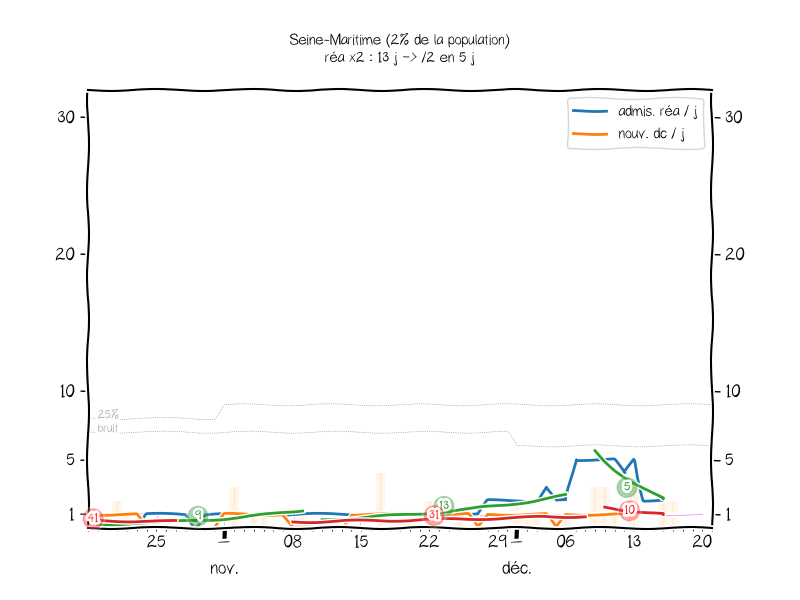 Seine-Maritime (2% de la population)
réa x2 : 13 j -> /2 en 5 j
admis. réa / j
nouv. dc / j
30 30
20 20
10 10
25%
bruit
5 5
5
13
10
41 9 31
1 1
25 08 15 22 29 06 13 20
nov. déc.